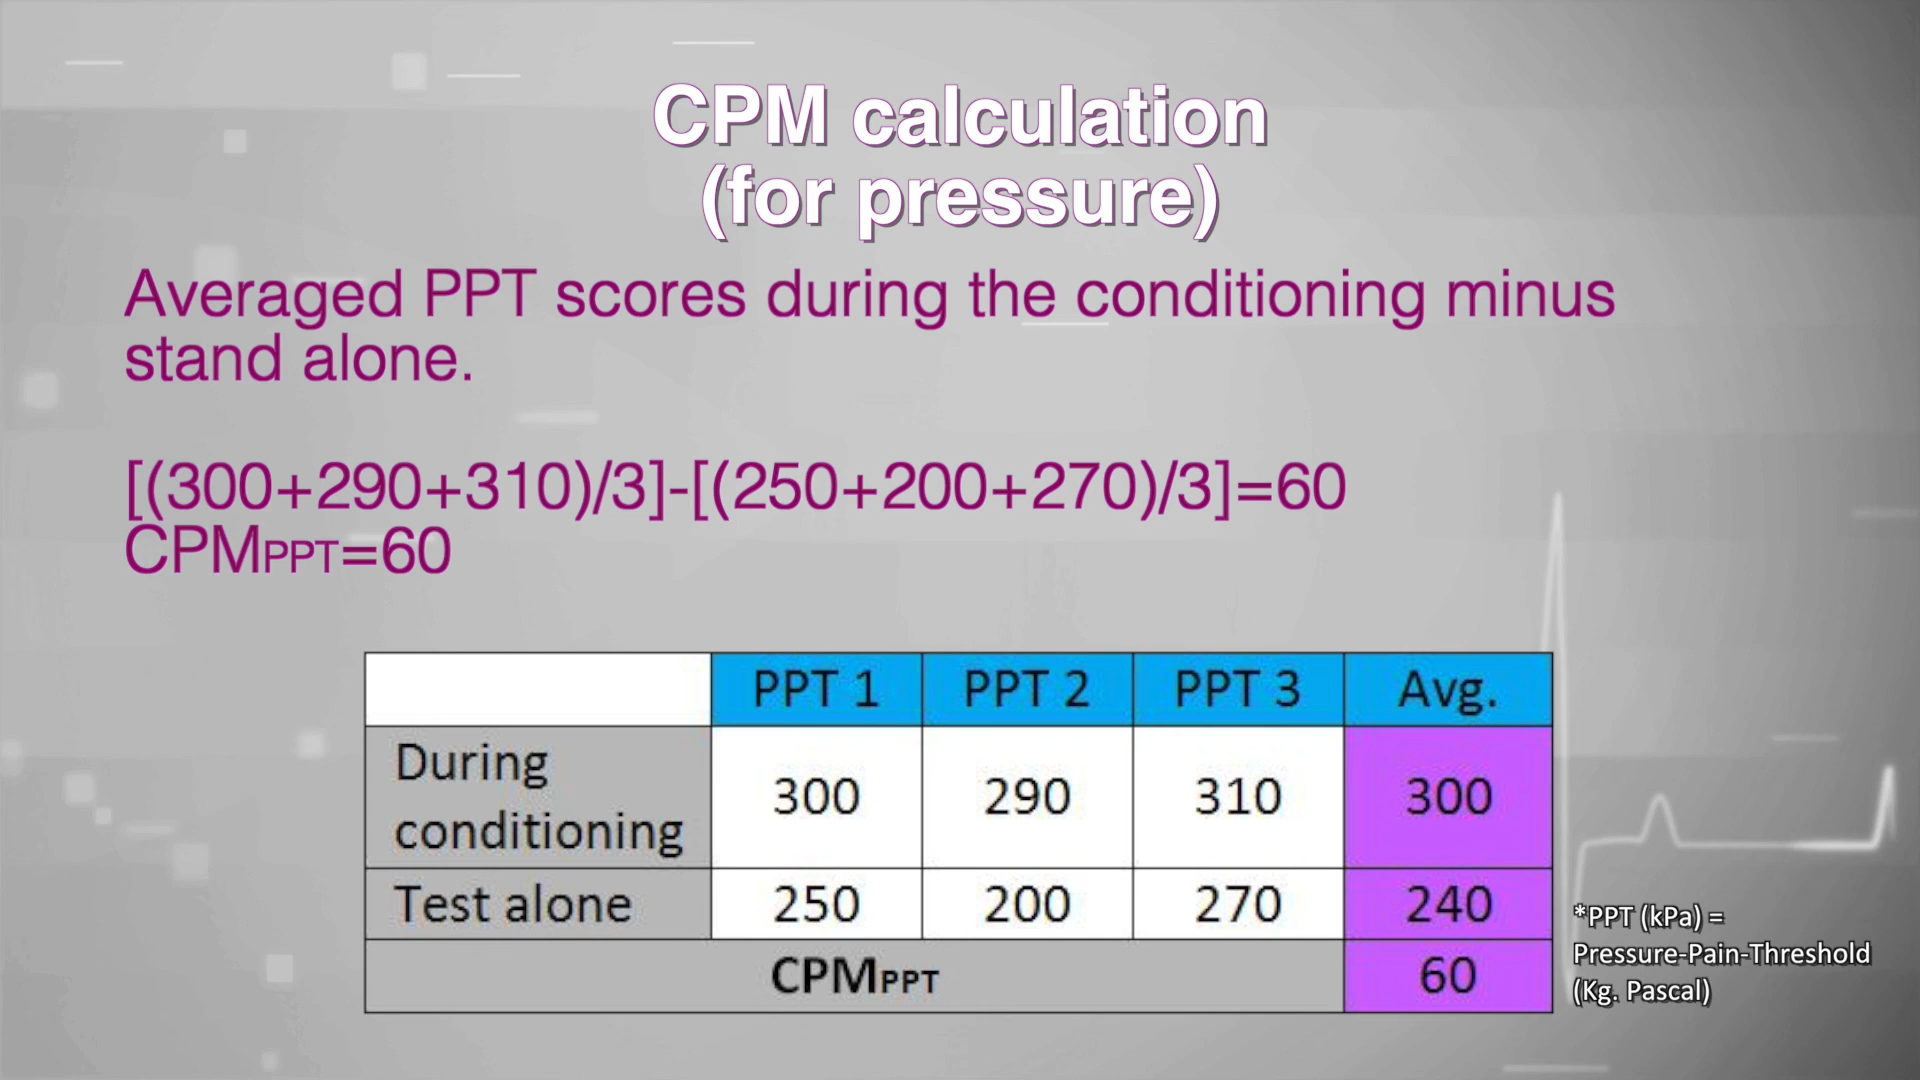 CPM calculation
(for pressure)
Averaged PPT scores during the conditioning minus
stand alone.
[(300+290+310)/3]-[(250+200+270)/3]=60
CPMPPT=60
PPT 1 PPT 2 PPT 3 Avg.
During
conditioning 300 290 310 300
Test alone 250 200 270 240
CPMPPT 60
*PPT (kPa) =
Pressure-Pain-Threshold
(Kg. Pascal)